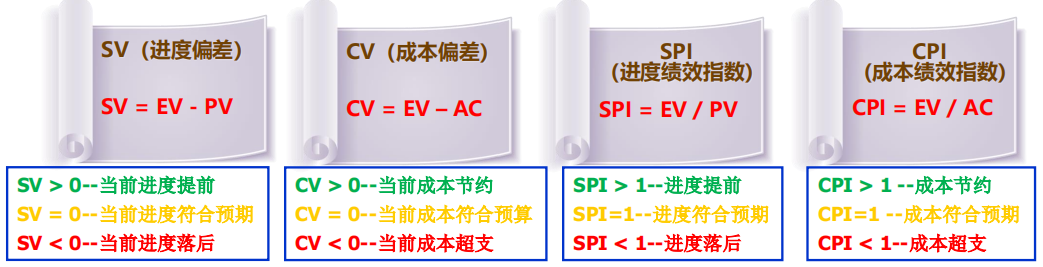 SV（进度偏差）
SV = EV - PV
SV > 0--当前进度提前
SV = 0--当前进度符合预期
SV < 0--当前进度落后
CV（成本偏差）
CV = EV – AC
CV > 0--当前成本节约
CV = 0--当前成本符合预算
CV < 0--当前成本超支
SPI
（进度绩效指数）
SPI = EV / PV
SPI > 1--进度提前
SPI=1--进度符合预期
SPI < 1--进度落后
CPI
（成本绩效指数）
CPI = EV / AC
CPI > 1 --成本节约
CPI=1 --成本符合预期
CPI < 1--成本超支